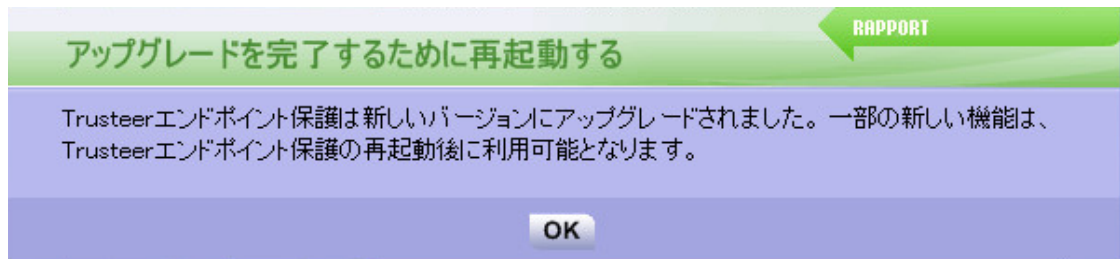 RAPPORT
アップグレードを完了するために再起動する
Trusteerエンドポイント保護は新しいバージョンにアップグレードされました。一部の新しい機能は、
Trusteerエンドポイント保護の再起動後に利用可能となります。
OK